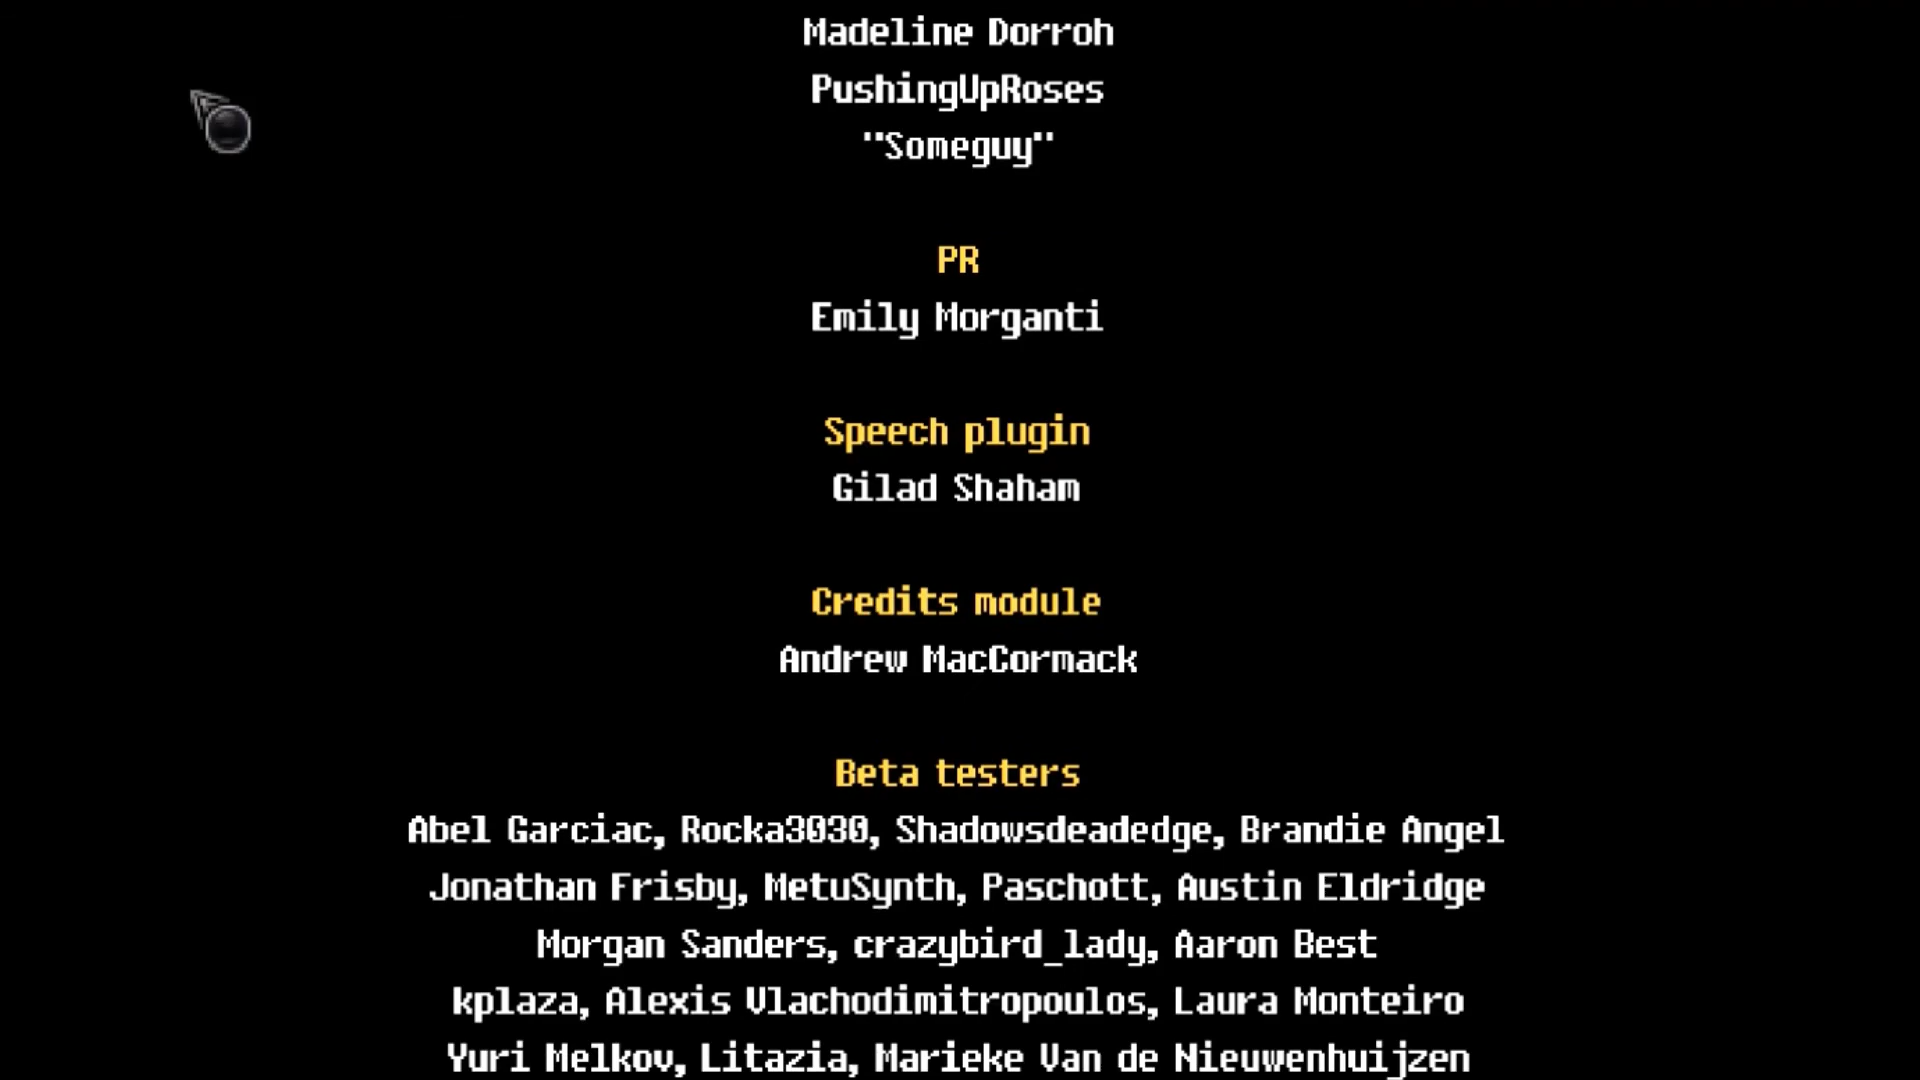 Madeline Dorroh
PushingUpRoses
"Someguy"
PR
Emily Morganti
Speech plugin
Gilad Shaham
Credits module
Andrew MacCormack
Beta testers
Abel Garciac, Rocka3030, Shadowsdeadedge, Brandie Angel
Jonathan Frisby, MetuSynth, Paschott, Austin Eldridge
Morgan Sanders, crazybird_lady, Aaron Best
kplaza, Alexis Vlachodimitropoulos, Laura Monteiro
Yuri Melkov, Litazia, Marieke Van de Nieuwenhuijzen